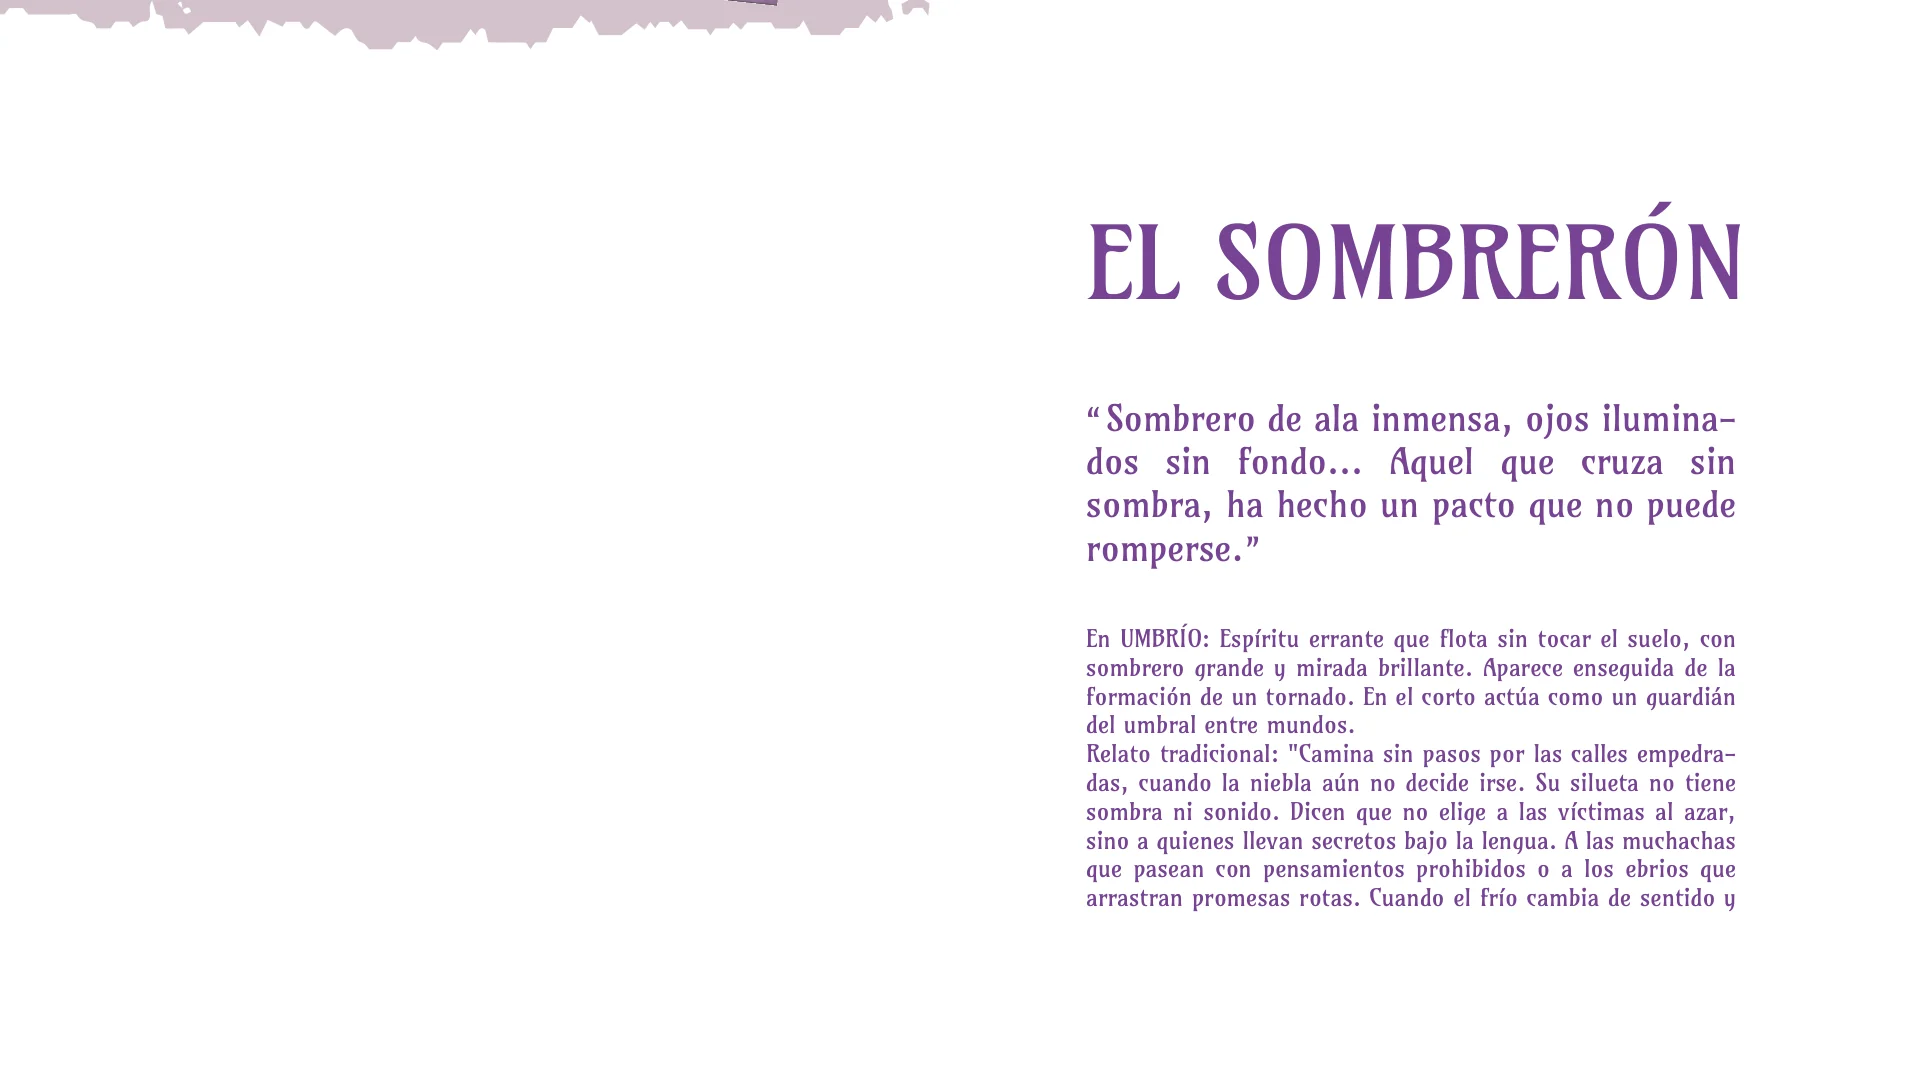 EL SOMBRERÓN
“Sombrero de ala inmensa, ojos ilumina-
dos sin fondo... Aquel que cruza sin
sombra, ha hecho un pacto que no puede
romperse.”
En UMBRÍO: Espíritu errante que flota sin tocar el suelo, con
sombrero grande y mirada brillante. Aparece enseguida de la
formación de un tornado. En el corto actúa como un guardián
del umbral entre mundos.
Relato tradicional: "Camina sin pasos por las calles empedra-
das, cuando la niebla aún no decide irse. Su silueta no tiene
sombra ni sonido. Dicen que no elige a las víctimas al azar,
sino a quienes llevan secretos bajo la lengua. A las muchachas
que pasean con pensamientos prohibidos o a los ebrios que
arrastran promesas rotas. Cuando el frío cambia de sentido y